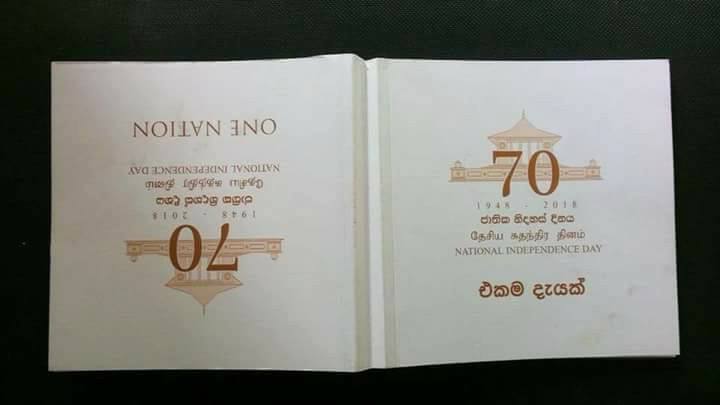 70
1948 - 2018
ජාතික නිදහස් දිනය
தேசிய சுதந்திர தினம்
NATIONAL INDEPENDENCE DAY
ONE NATION
70
1948 - 2018
ජාතික නිදහස් දිනය
தேசிய சுதந்திர தினம்
NATIONAL INDEPENDENCE DAY
එකම දැයක්